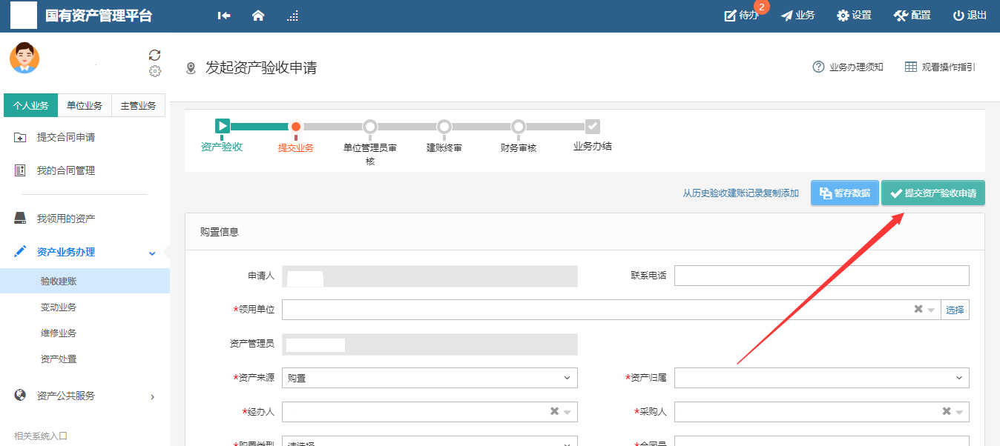 国有资产管理平台
待办
2
业务
设置
配置
退出
发起资产验收申请
业务办理须知
观看操作指引
个人业务
单位业务
主管业务
提交合同申请
我的合同管理
我领用的资产
资产业务办理
验收建账
变动业务
维修业务
资产处置
资产公共服务
相关系统入口
资产验收
提交业务
单位管理员审
核
建账终审
财务审核
业务办结
从历史验收建账记录复制添加
暂存数据
提交资产验收申请
购置信息
申请人
联系电话
*领用单位
选择
资产管理员
*资产来源
购置
*资产归属
*经办人
*采购人
*购置类型
请选择
*合同号